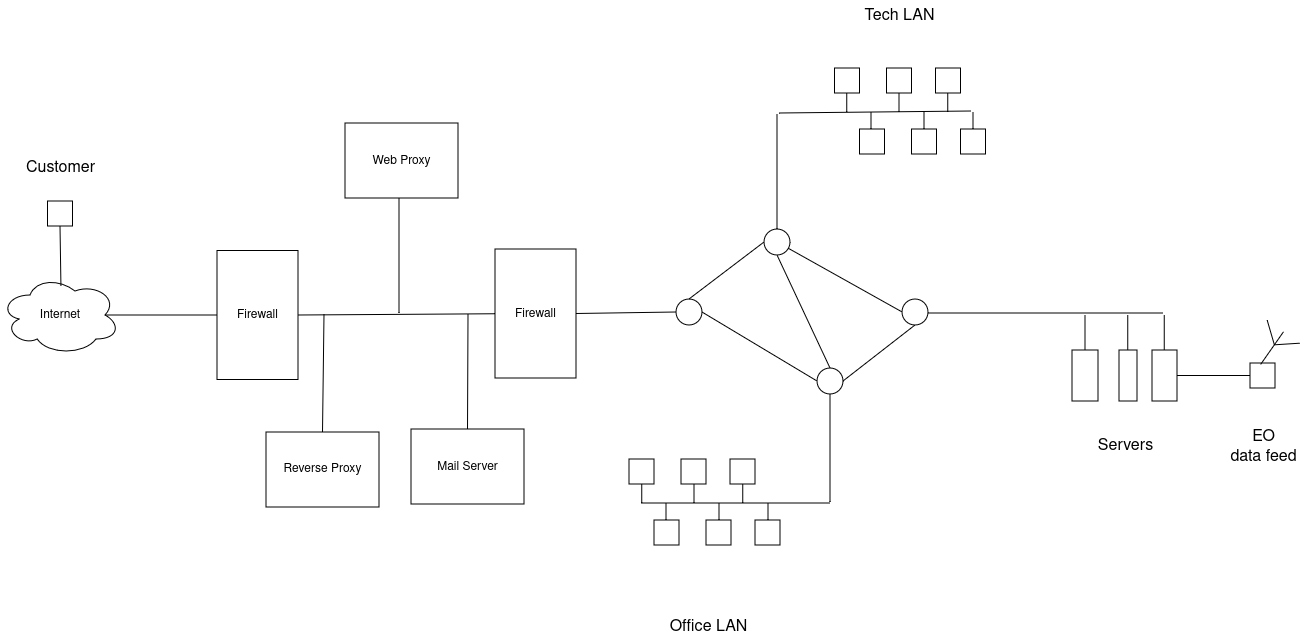 Tech LAN
Web Proxy
Customer
Internet
Firewall
Firewall
Reverse Proxy
Mail Server
Servers
EO
data feed
Office LAN